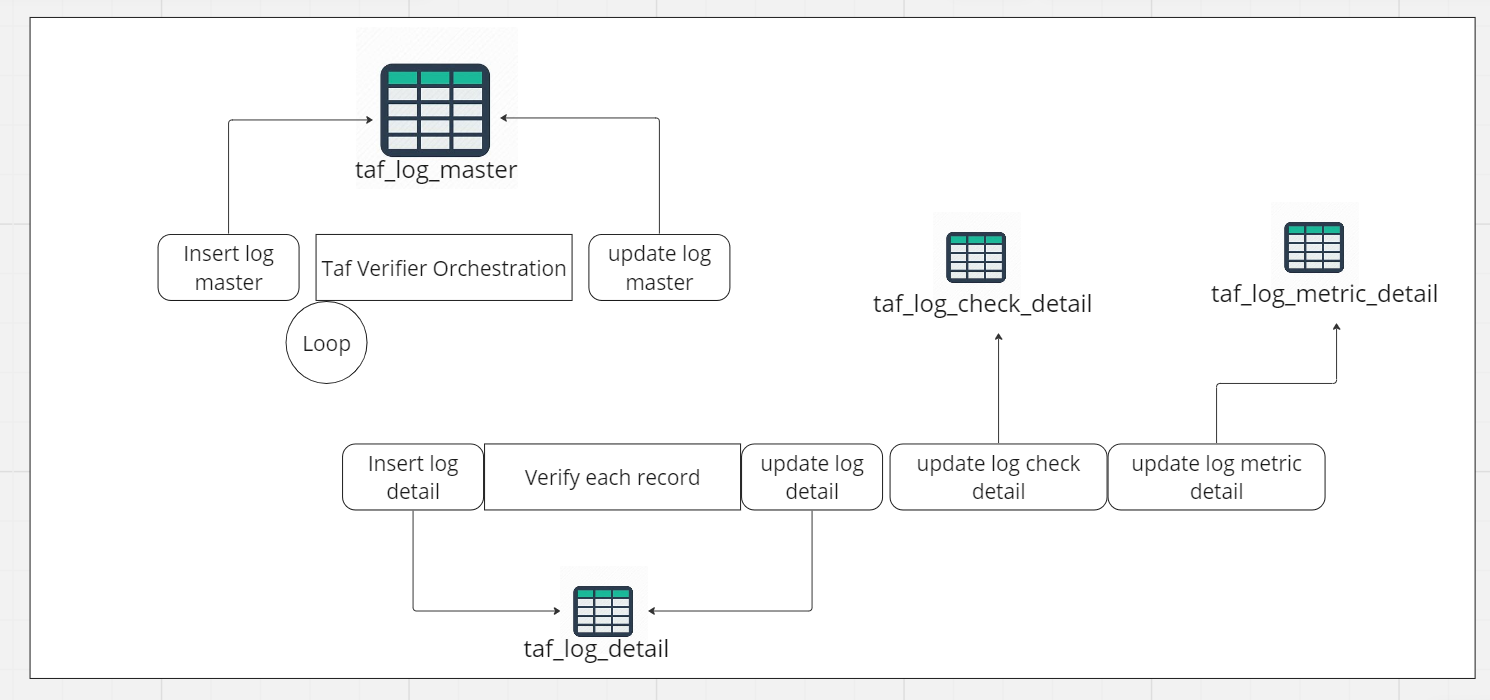 taf_log_master
Insert log
master
Taf Verifier Orchestration
update log
master
Loop
taf_log_check_detail
taf_log_metric_detail
Insert log
detail
Verify each record
update log
detail
update log check
detail
update log metric
detail
taf_log_detail